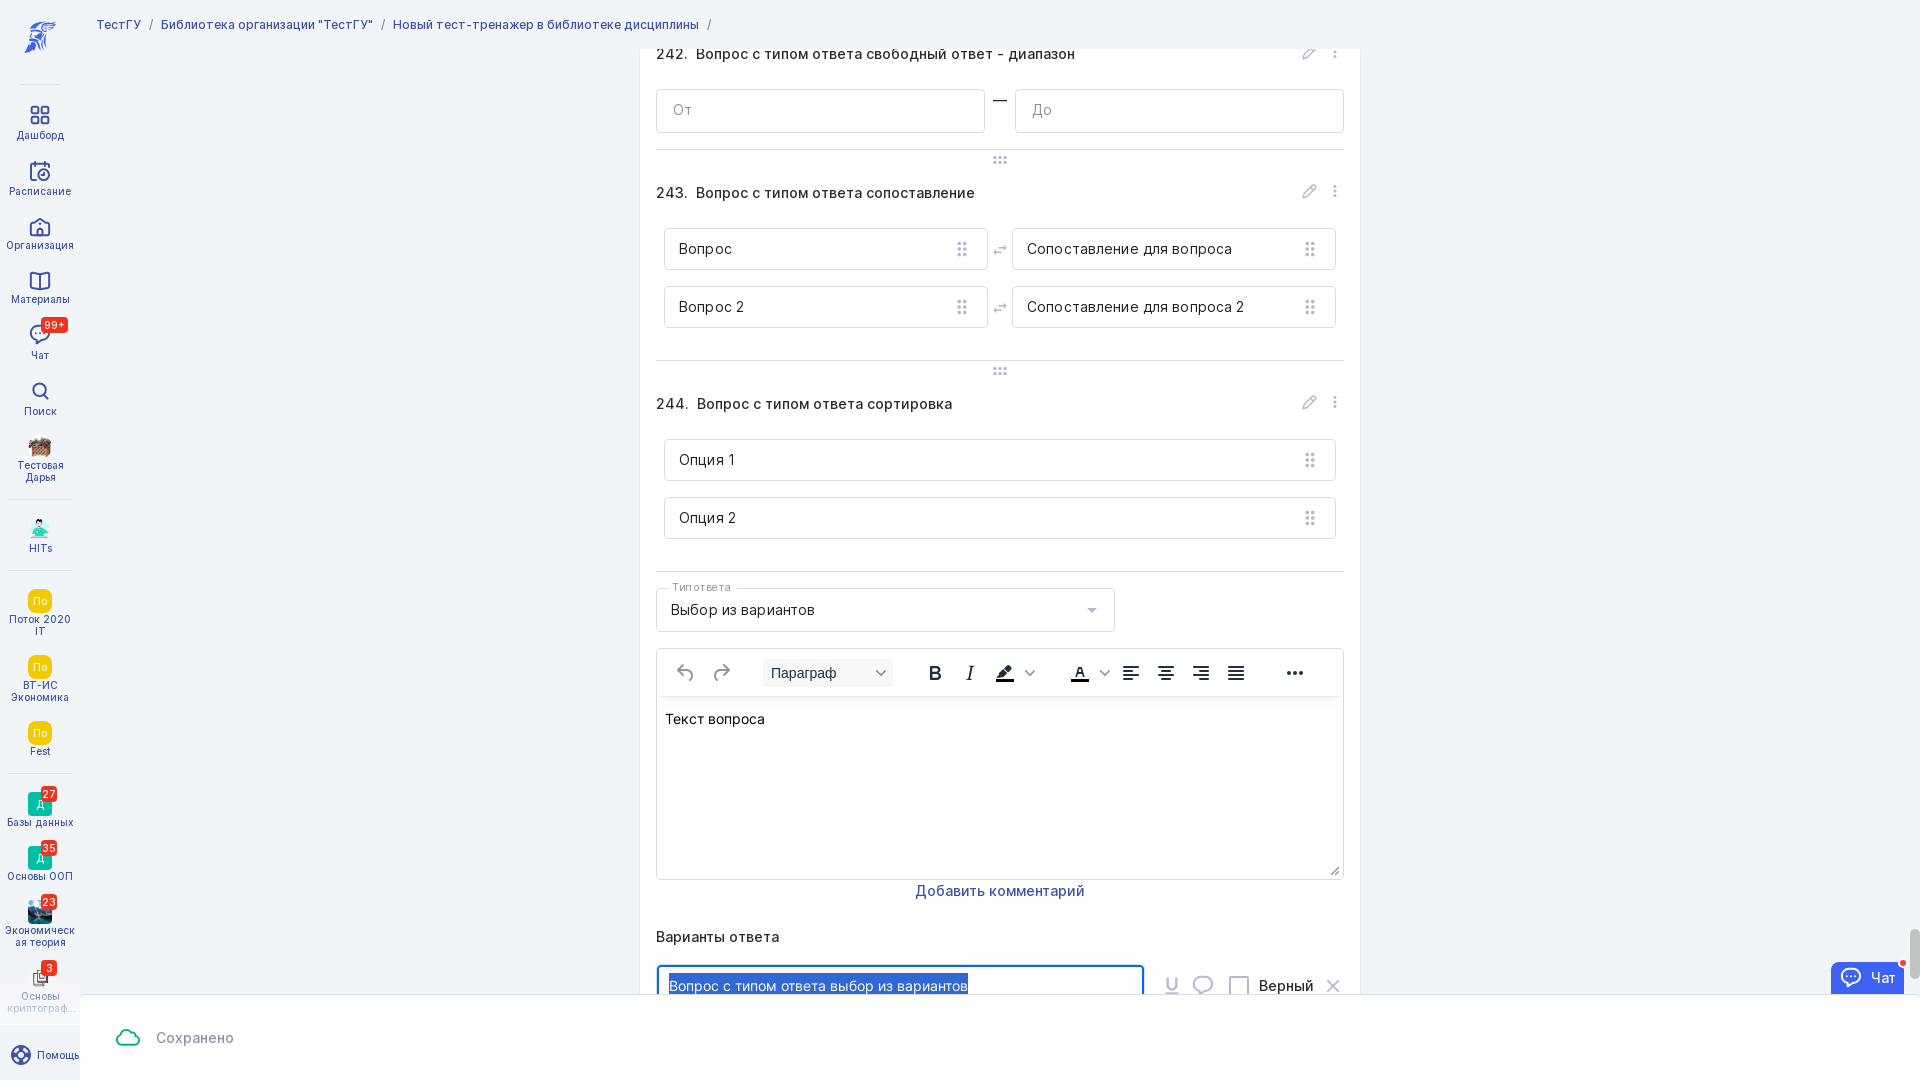 ТестГУ / Библиотека организации "ТестГУ" / Новый тест-тренажер в библиотеке дисциплины /
Дашборд
Расписание
Организация
Материалы
99+
Чат
Поиск
Тестовая
Дарья
HITs
По
Поток 2020
IT
По
ВТ-ИС
Экономика
По
Fest
27
Д
Базы данных
35
Д
Основы ООП
23
Экономическ
ая теория
3
Основы
криптограф...
Помощь
242. Вопрос с типом ответа свободный ответ - диапазон
От — До
243. Вопрос с типом ответа сопоставление
Вопрос Сопоставление для вопроса
Вопрос 2 Сопоставление для вопроса 2
244. Вопрос с типом ответа сортировка
Опция 1
Опция 2
Тип ответа
Выбор из вариантов
Параграф
Текст вопроса
Добавить комментарий
Варианты ответа
Вопрос с типом ответа выбор из вариантов Верный
Чат
Сохранено